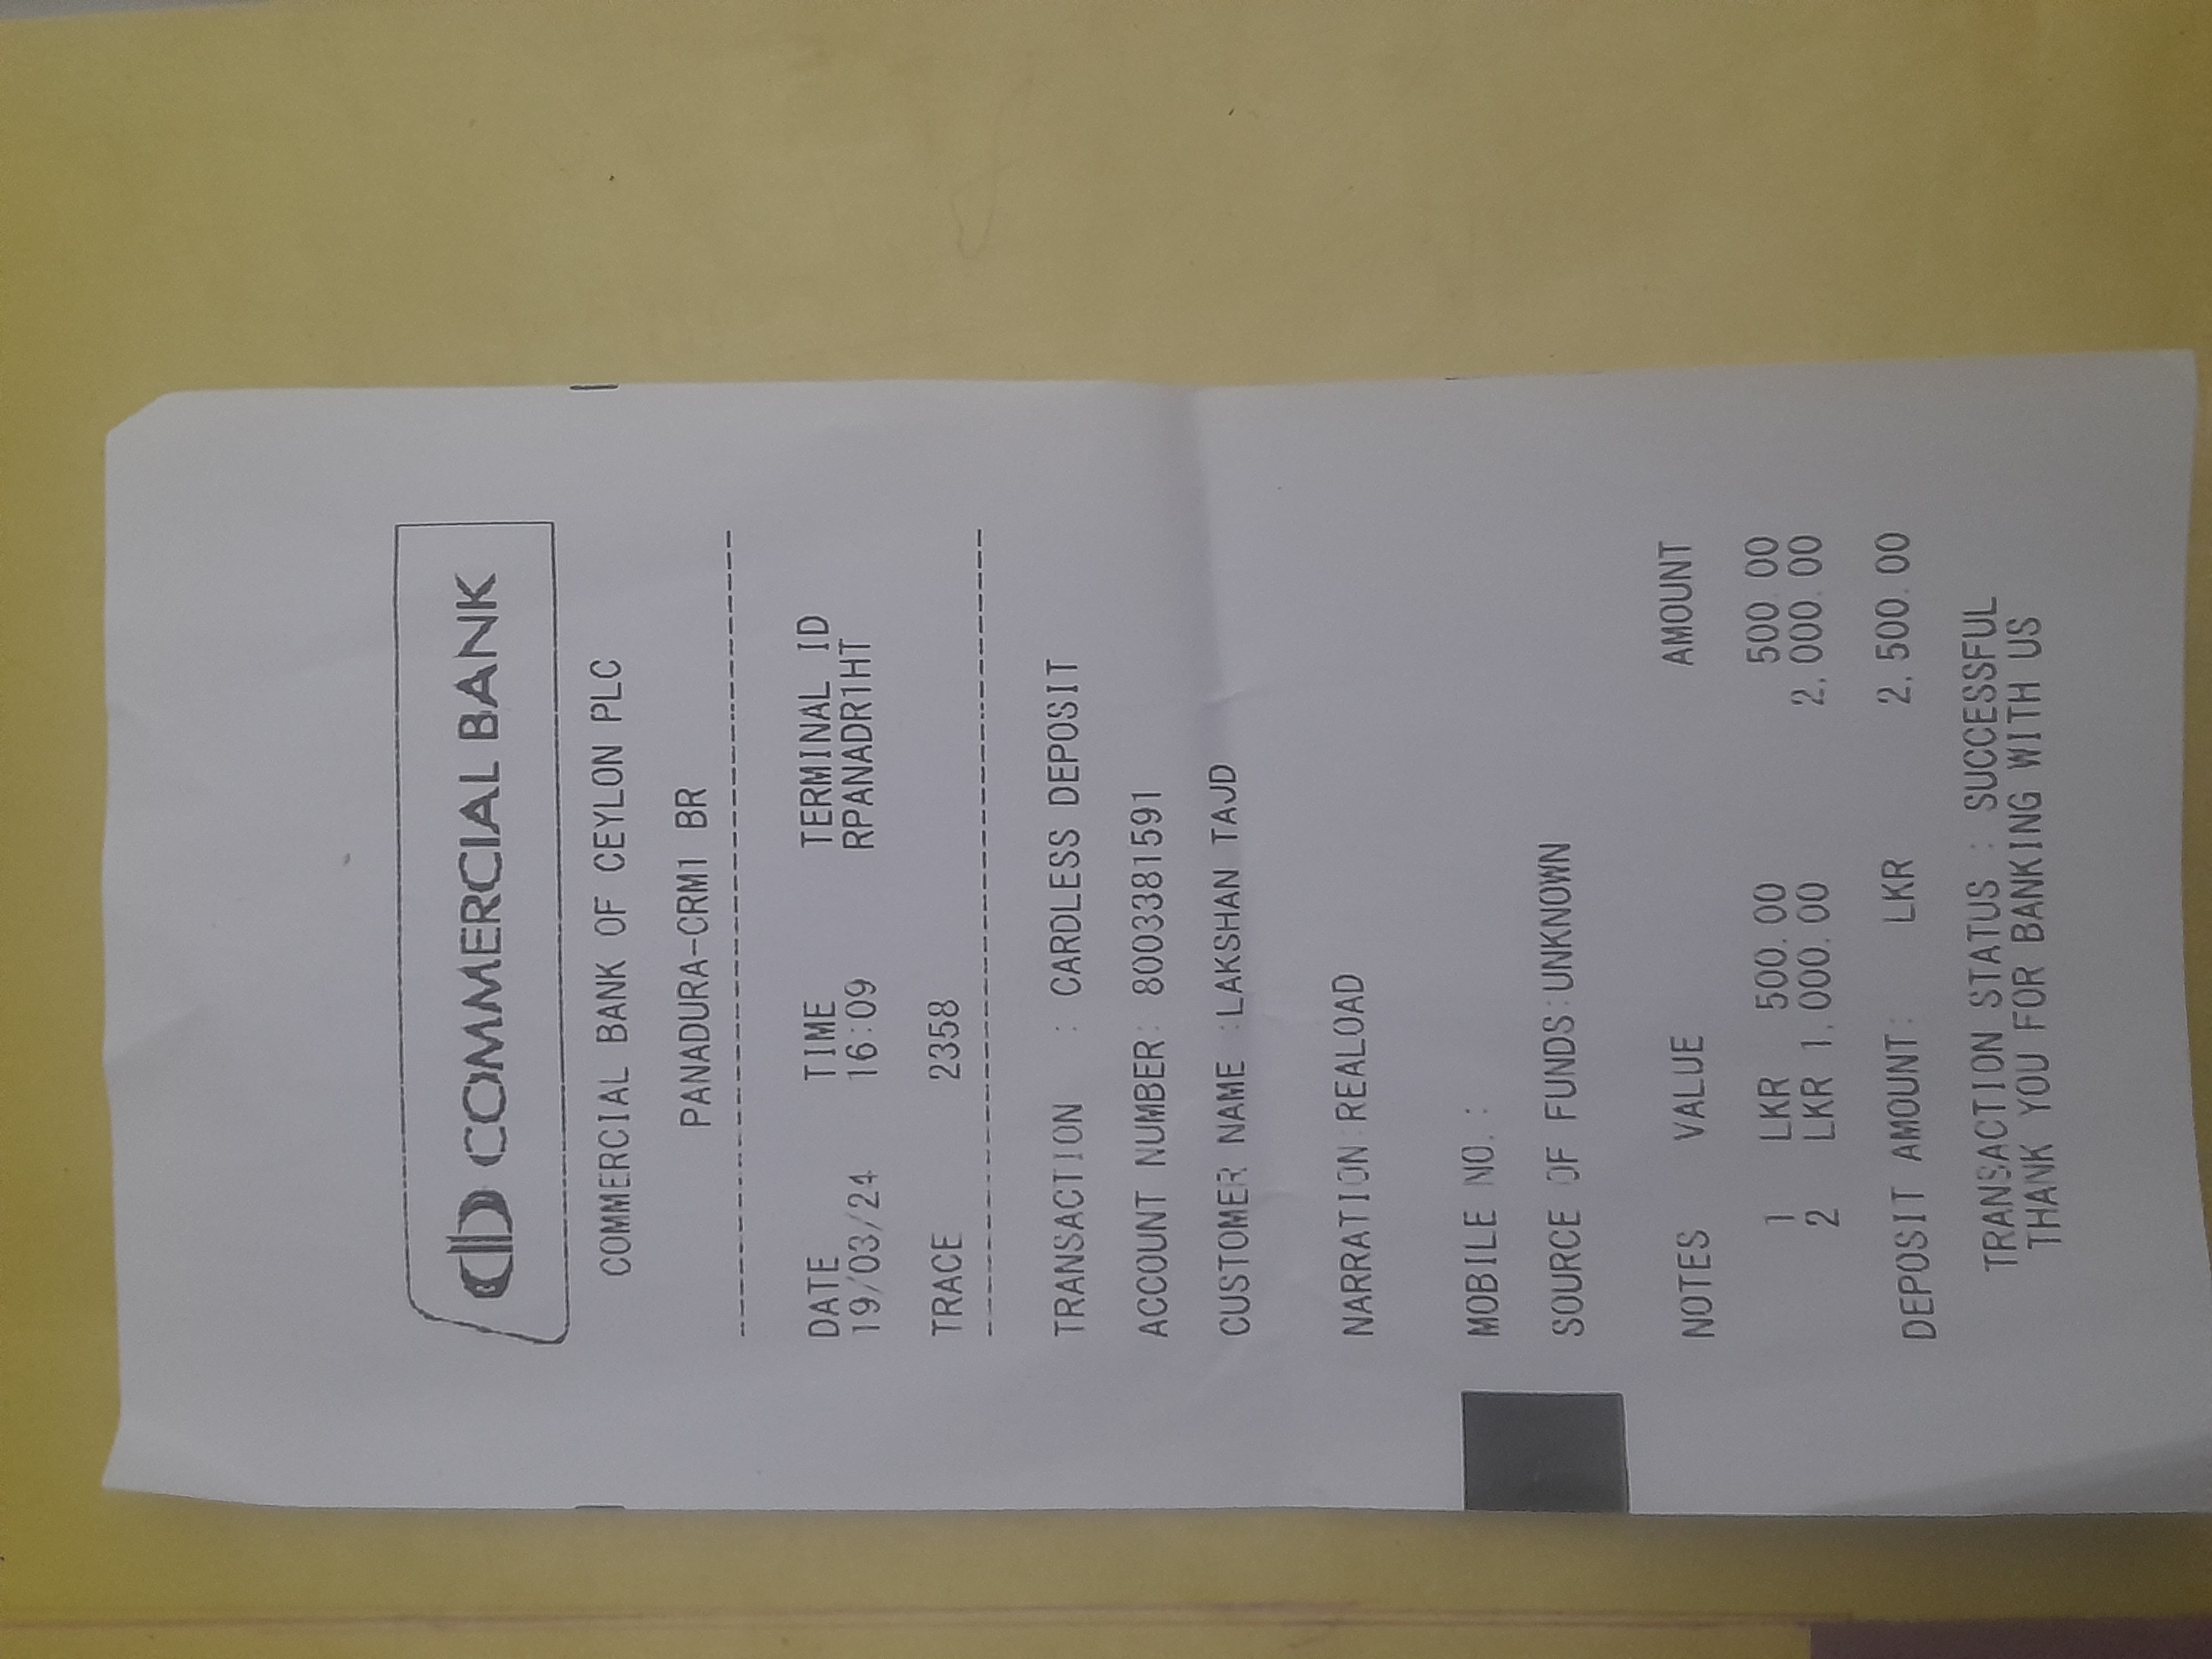 COMMERCIAL BANK
COMMERCIAL BANK OF CEYLON PLC
PANADURA-CRM1 BR
DATE TIME TERMINAL ID
19/03/24 16:09 RPANADR1HT
TRACE 2358
TRANSACTION : CARDLESS DEPOSIT
ACCOUNT NUMBER: 8003381591
CUSTOMER NAME :LAKSHAN TAJD
NARRATION:REALOAD
MOBILE NO.:
SOURCE OF FUNDS:UNKNOWN
NOTES VALUE AMOUNT
1 LKR 500.00 500.00
2 LKR 1,000.00 2,000.00
DEPOSIT AMOUNT: LKR 2,500.00
TRANSACTION STATUS : SUCCESSFUL
THANK YOU FOR BANKING WITH US